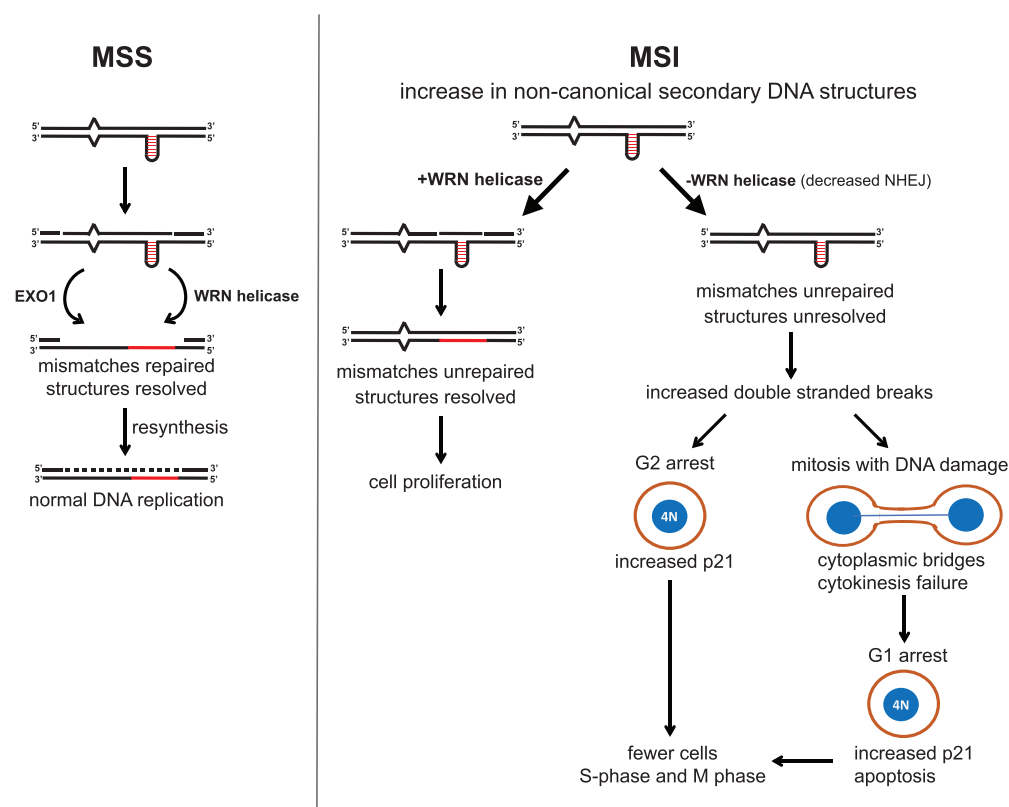 MSS
5' 3'
3' 5'
5' 3'
3' 5'
EXO1
WRN helicase
5' 3'
3' 5'
mismatches repaired
structures resolved
resynthesis
5' 3'
3' 5'
normal DNA replication
MSI
increase in non-canonical secondary DNA structures
5' 3'
3' 5'
+WRN helicase
-WRN helicase (decreased NHEJ)
5' 3'
3' 5'
5' 3'
3' 5'
mismatches unrepaired
structures resolved
cell proliferation
5' 3'
3' 5'
mismatches unrepaired
structures unresolved
increased double stranded breaks
G2 arrest
4N
increased p21
mitosis with DNA damage
cytoplasmic bridges
cytokinesis failure
G1 arrest
4N
increased p21
apoptosis
fewer cells
S-phase and M phase